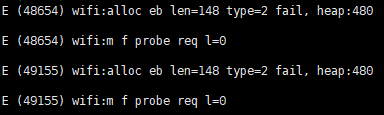 E (48654) wifi:alloc eb len=148 type=2 fail, heap:480
E (48654) wifi:m f probe req l=0
E (49155) wifi:alloc eb len=148 type=2 fail, heap:480
E (49155) wifi:m f probe req l=0